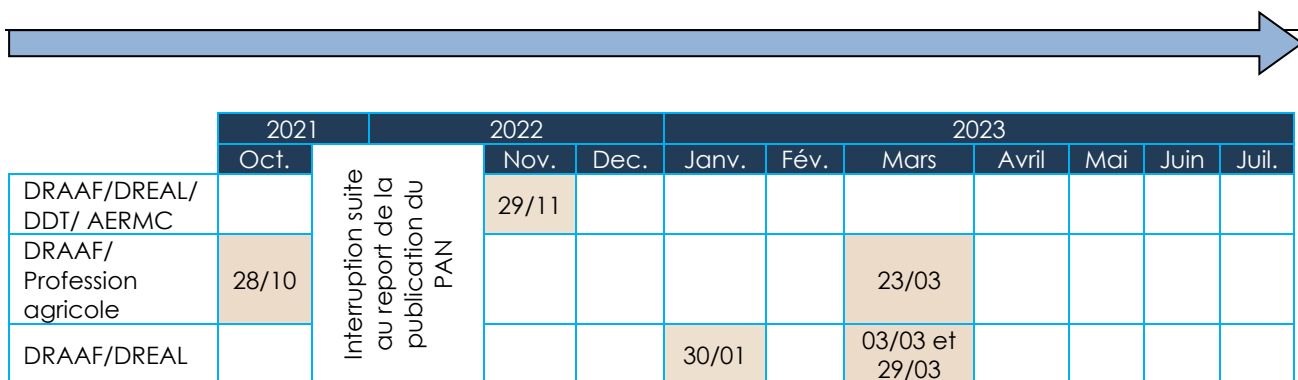 2021 2022 2023
Oct. Nov. Dec. Janv. Fév. Mars Avril Mai Juin Juil.
Interruption suite
au report de la
publication du
PAN
DRAAF/DREAL/
DDT/ AERMC
29/11
DRAAF/
Profession
agricole
28/10 23/03
DRAAF/DREAL
30/01 03/03 et
29/03